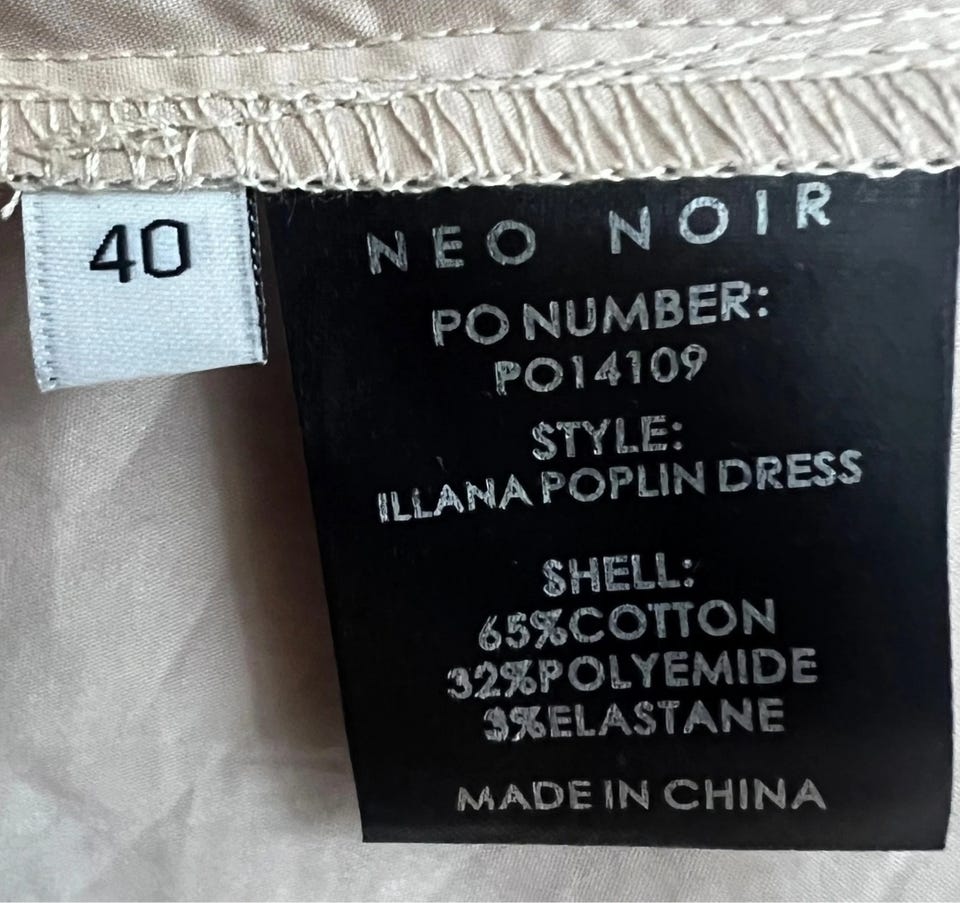 40
NEO NOIR
PO NUMBER:
PO14109
STYLE:
ILLANA POPLIN DRESS
SHELL:
65%COTTON
32%POLYEMIDE
3%ELASTANE
MADE IN CHINA